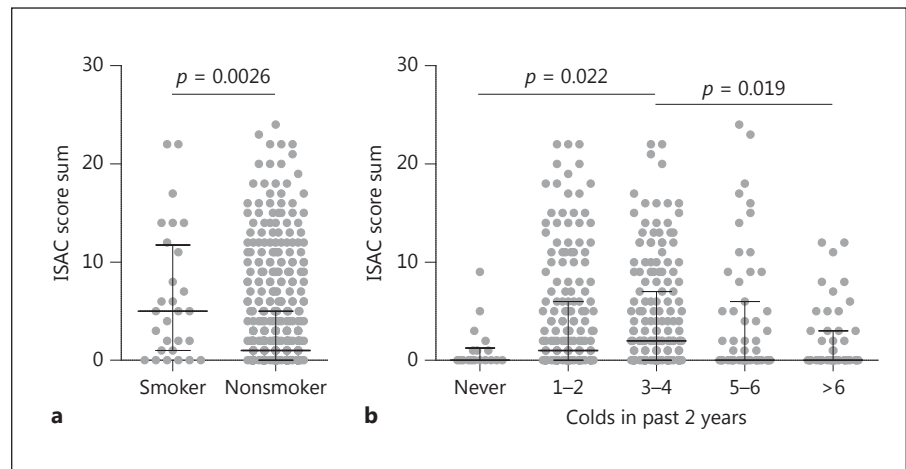 30
20
10
0
ISAC score sum
p = 0.0026
Smoker
Nonsmoker
a
30
20
10
0
ISAC score sum
p = 0.022
p = 0.019
Never
1–2
3–4
5–6
>6
Colds in past 2 years
b